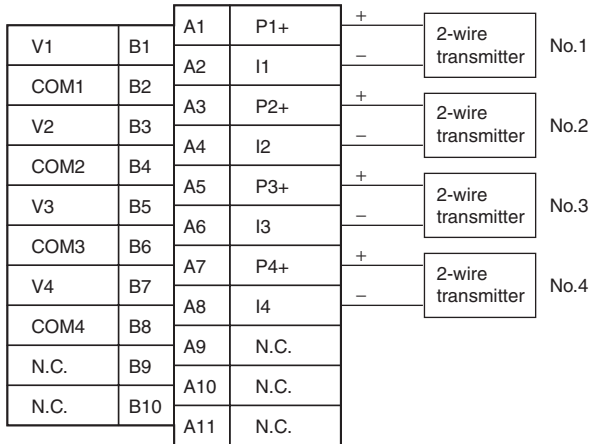 A1 P1+ +
V1 B1
A2 I1 −
2-wire
transmitter
No.1
COM1 B2
A3 P2+ +
V2 B3
A4 I2 −
2-wire
transmitter
No.2
COM2 B4
A5 P3+ +
V3 B5
A6 I3 −
2-wire
transmitter
No.3
COM3 B6
A7 P4+ +
V4 B7
A8 I4 −
2-wire
transmitter
No.4
COM4 B8
A9 N.C.
N.C. B9
A10 N.C.
N.C. B10
A11 N.C.